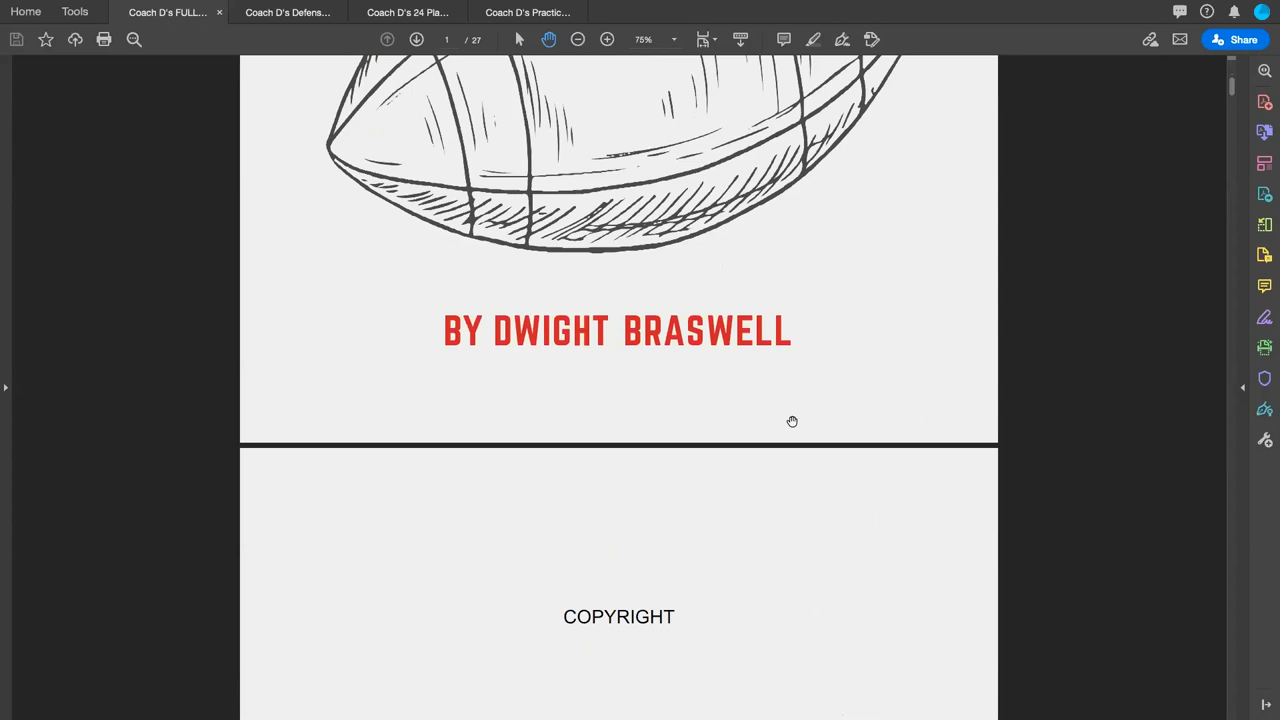 Home
Tools
Coach D's FULL...
Coach D's Defens...
Coach D's 24 Pla...
Coach D's Practic...
1 / 27
75%
Share
BY DWIGHT BRASWELL
COPYRIGHT